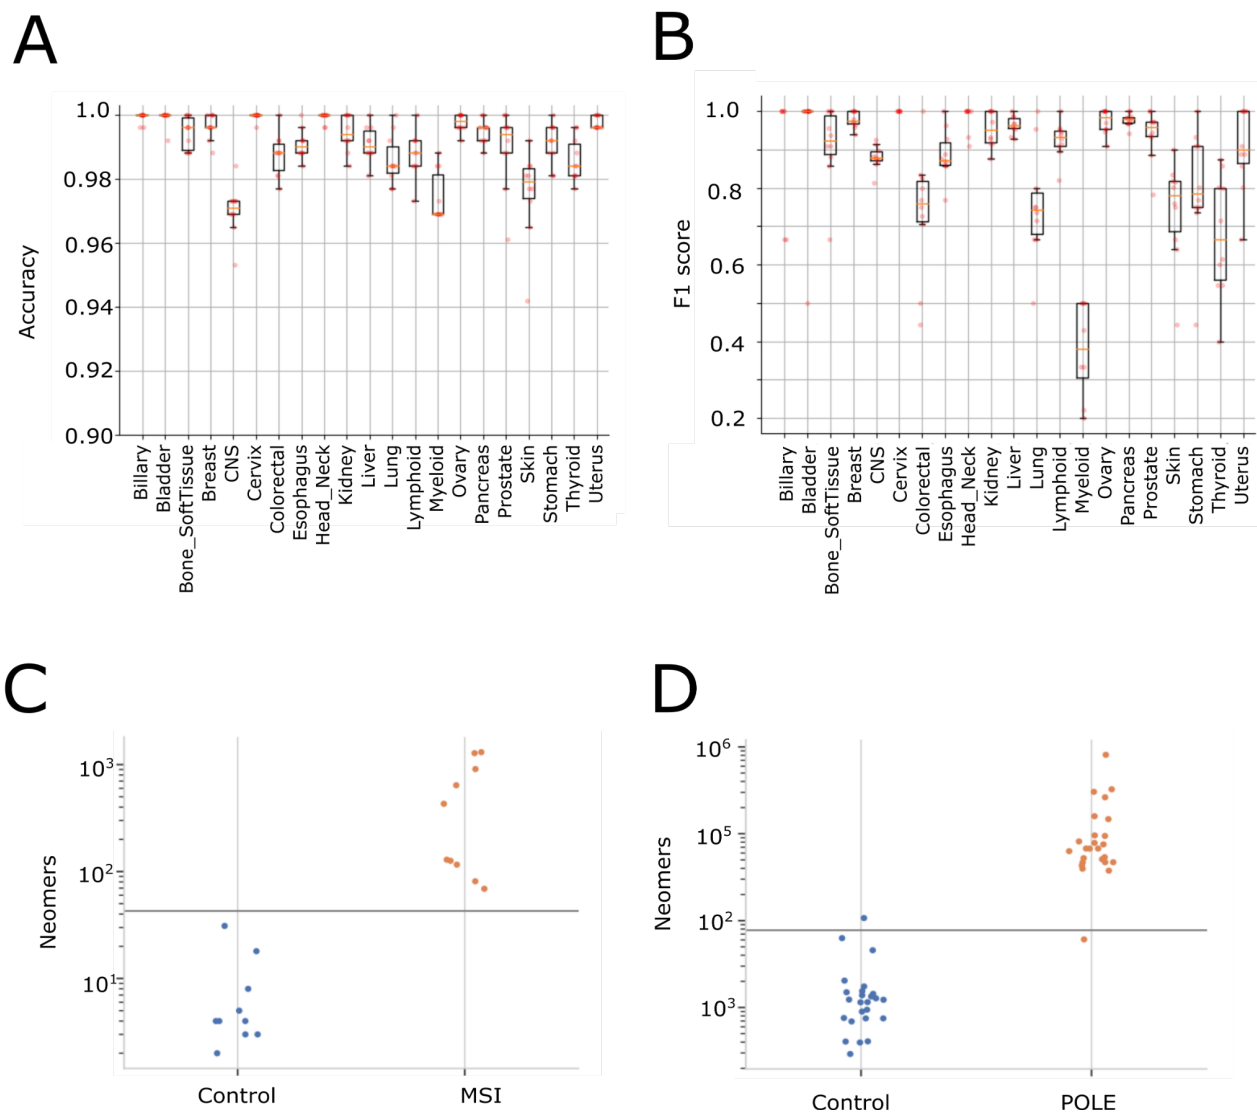 A
B
Accuracy
1.0
0.98
0.96
0.94
0.92
0.90
Billary
Bladder
Bone_SoftTissue
Breast
CNS
Cervix
Colorectal
Esophagus
Head_Neck
Kidney
Liver
Lung
Lymphoid
Myeloid
Ovary
Pancreas
Prostate
Skin
Stomach
Thyroid
Uterus
F1 score
1.0
0.8
0.6
0.4
0.2
Billary
Bladder
Bone_SoftTissue
Breast
CNS
Cervix
Colorectal
Esophagus
Head_Neck
Kidney
Liver
Lung
Lymphoid
Myeloid
Ovary
Pancreas
Prostate
Skin
Stomach
Thyroid
Uterus
C
D
Neomers
10³
10²
10¹
Control
MSI
Neomers
10⁶
10⁵
10²
10³
Control
POLE